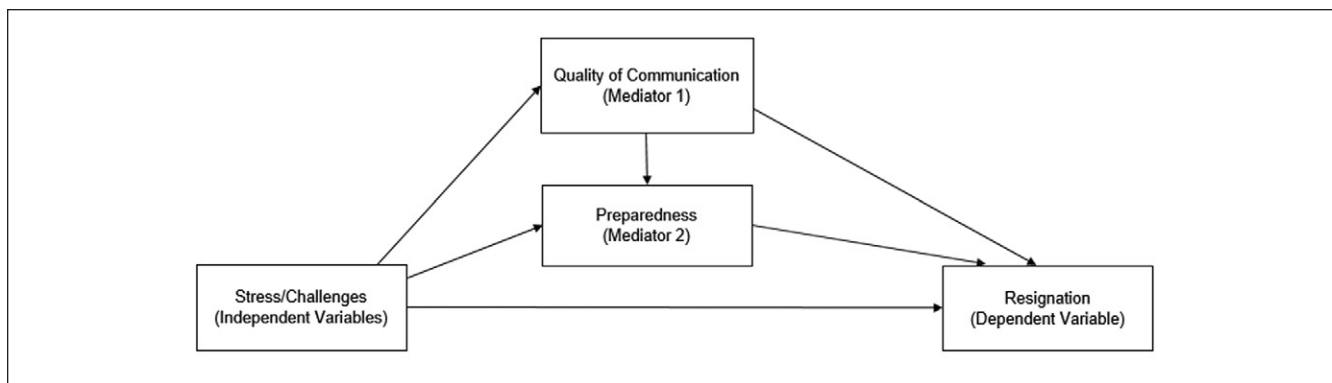 Quality of Communication
(Mediator 1)
Preparedness
(Mediator 2)
Stress/Challenges
(Independent Variables)
Resignation
(Dependent Variable)